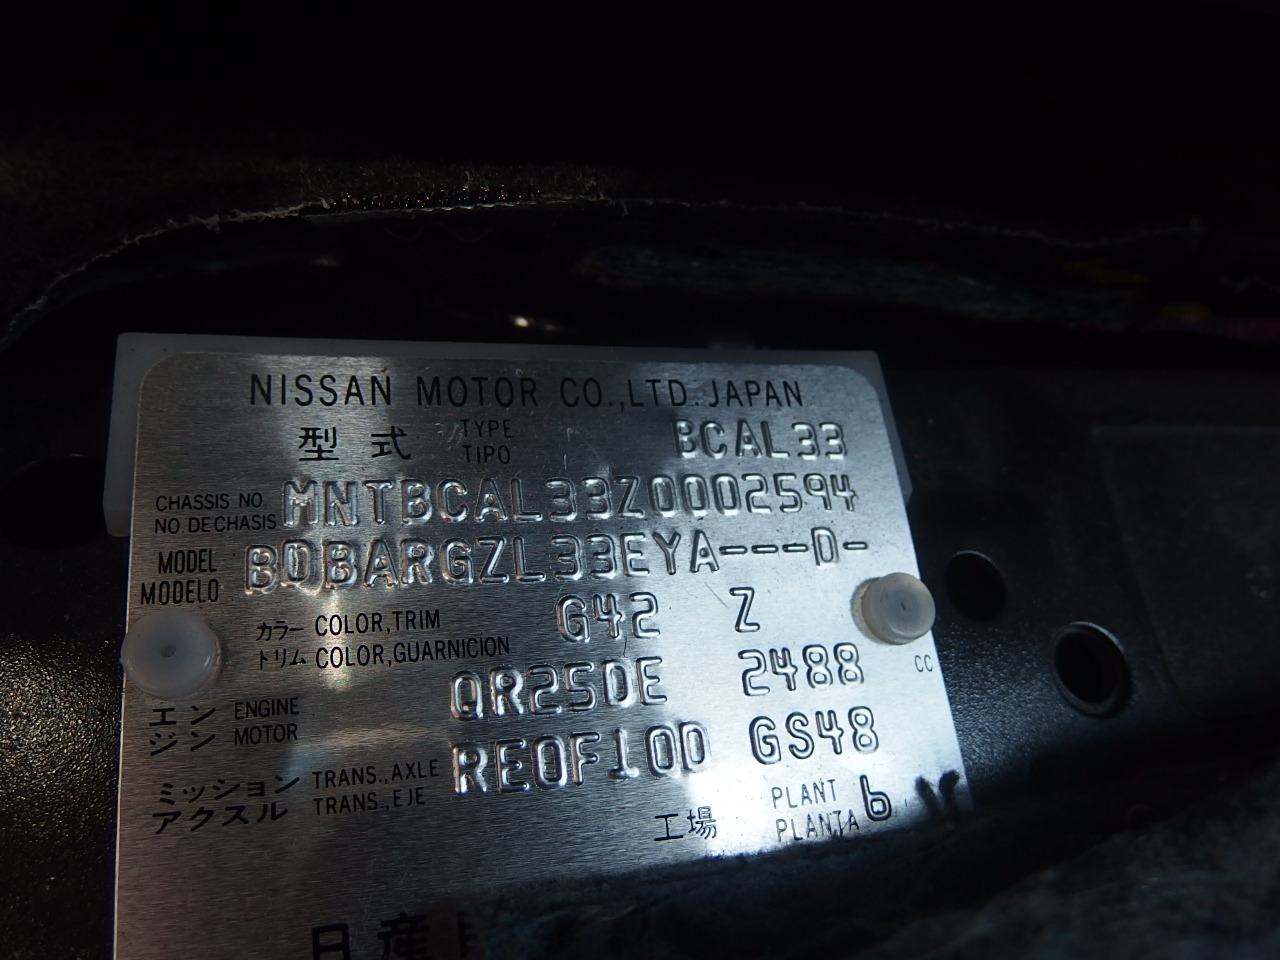 NISSAN MOTOR CO.,LTD. JAPAN
型式 TYPE TIPO BCAL33
CHASSIS NO. NO. DE CHASIS MNTBCAL33Z0002594
MODEL MODELO BDBARGZL33EYA---D-
カラー COLOR,TRIM G42 Z
トリム COLOR,GUARNICION
エンジン ENGINE MOTOR QR25DE 2488 CC
ミッション TRANS.,AXLE RE0F10D GS48
アクスル TRANS.,EJE
工場 PLANT PLANTA 6
日産